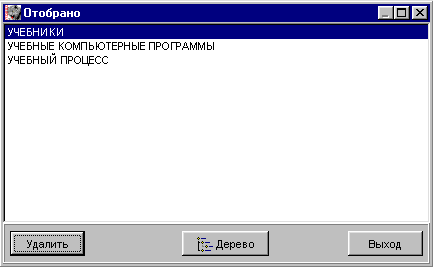 Отобрано
УЧЕБНИКИ
УЧЕБНЫЕ КОМПЬЮТЕРНЫЕ ПРОГРАММЫ
УЧЕБНЫЙ ПРОЦЕСС
Удалить Дерево Выход